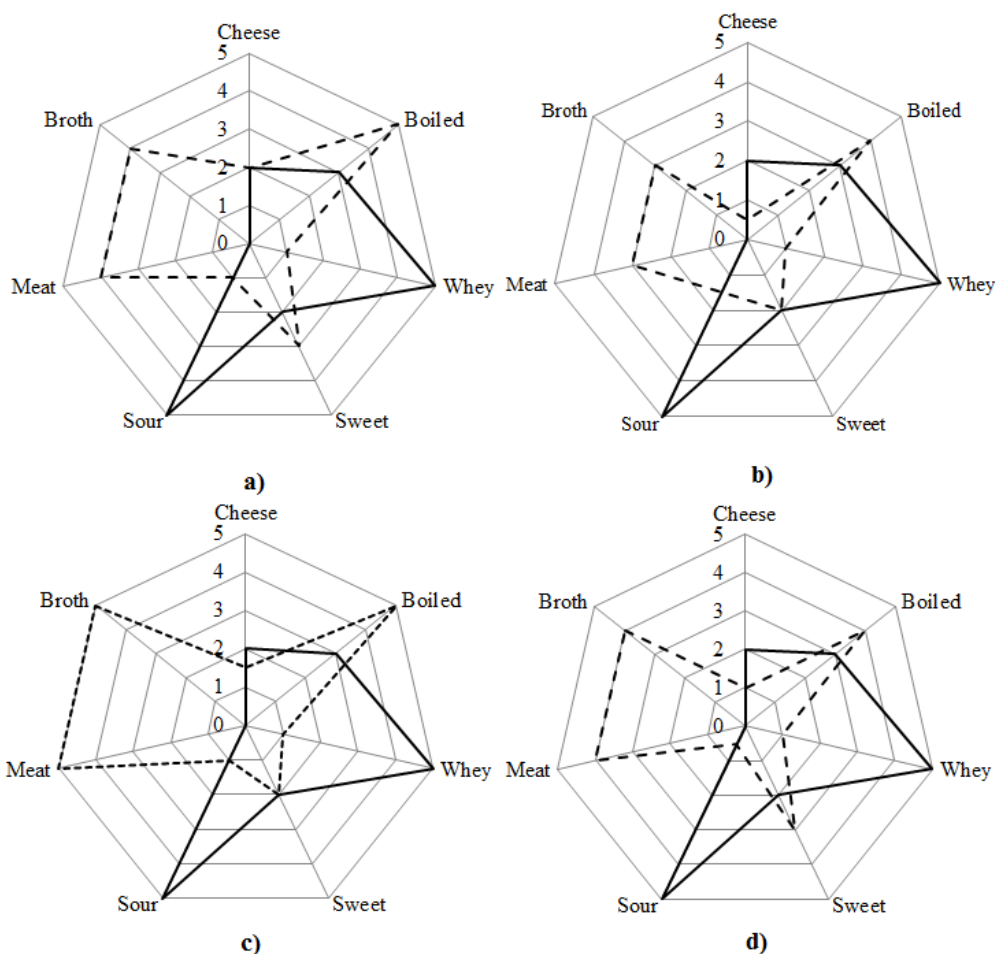 Cheese
5
4
3
2
1
0
Boiled
Whey
Sweet
Sour
Meat
Broth
a)
Cheese
5
4
3
2
1
0
Boiled
Whey
Sweet
Sour
Meat
Broth
b)
Cheese
5
4
3
2
1
0
Boiled
Whey
Sweet
Sour
Meat
Broth
c)
Cheese
5
4
3
2
1
0
Boiled
Whey
Sweet
Sour
Meat
Broth
d)